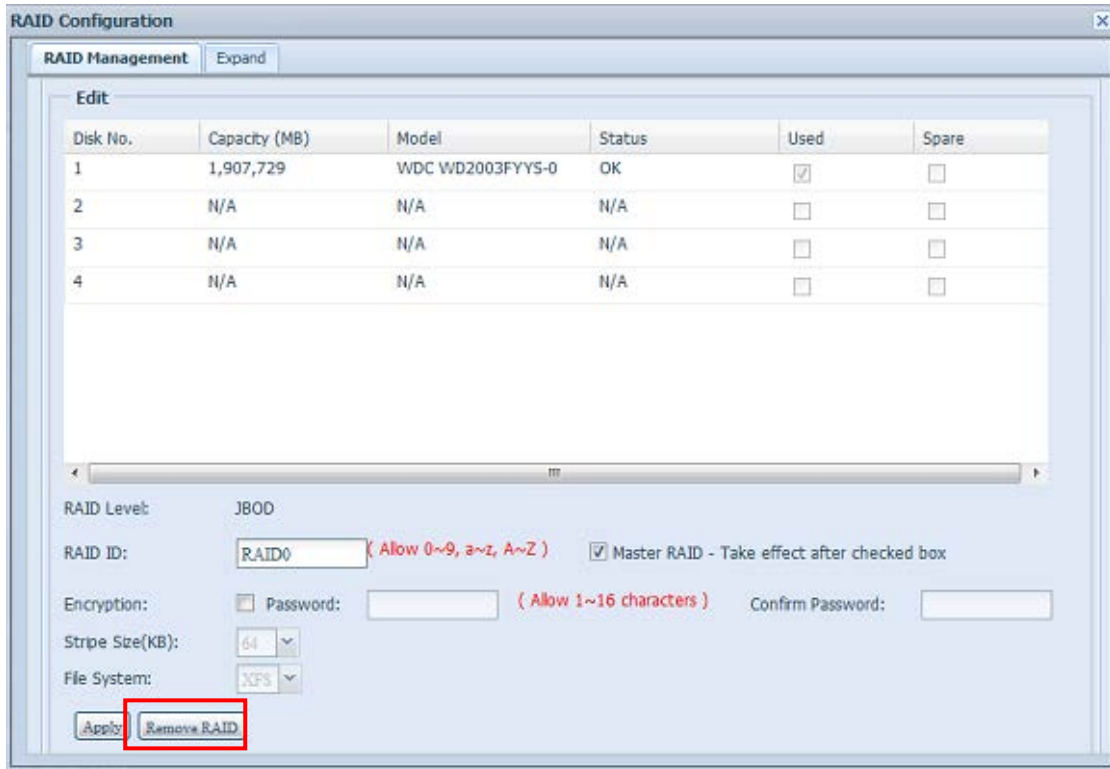 RAID Configuration
RAID Management Expand
Edit
Disk No. Capacity (MB) Model Status Used Spare
1 1,907,729 WDC WD2003FYYS-0 OK
2 N/A N/A N/A
3 N/A N/A N/A
4 N/A N/A N/A
RAID Level: JBOD
RAID ID: RAID0 ( Allow 0~9, a~z, A~Z ) Master RAID - Take effect after checked box
Encryption: Password: ( Allow 1~16 characters ) Confirm Password:
Stripe Size(KB): 64
File System: XFS
Apply Remove RAID